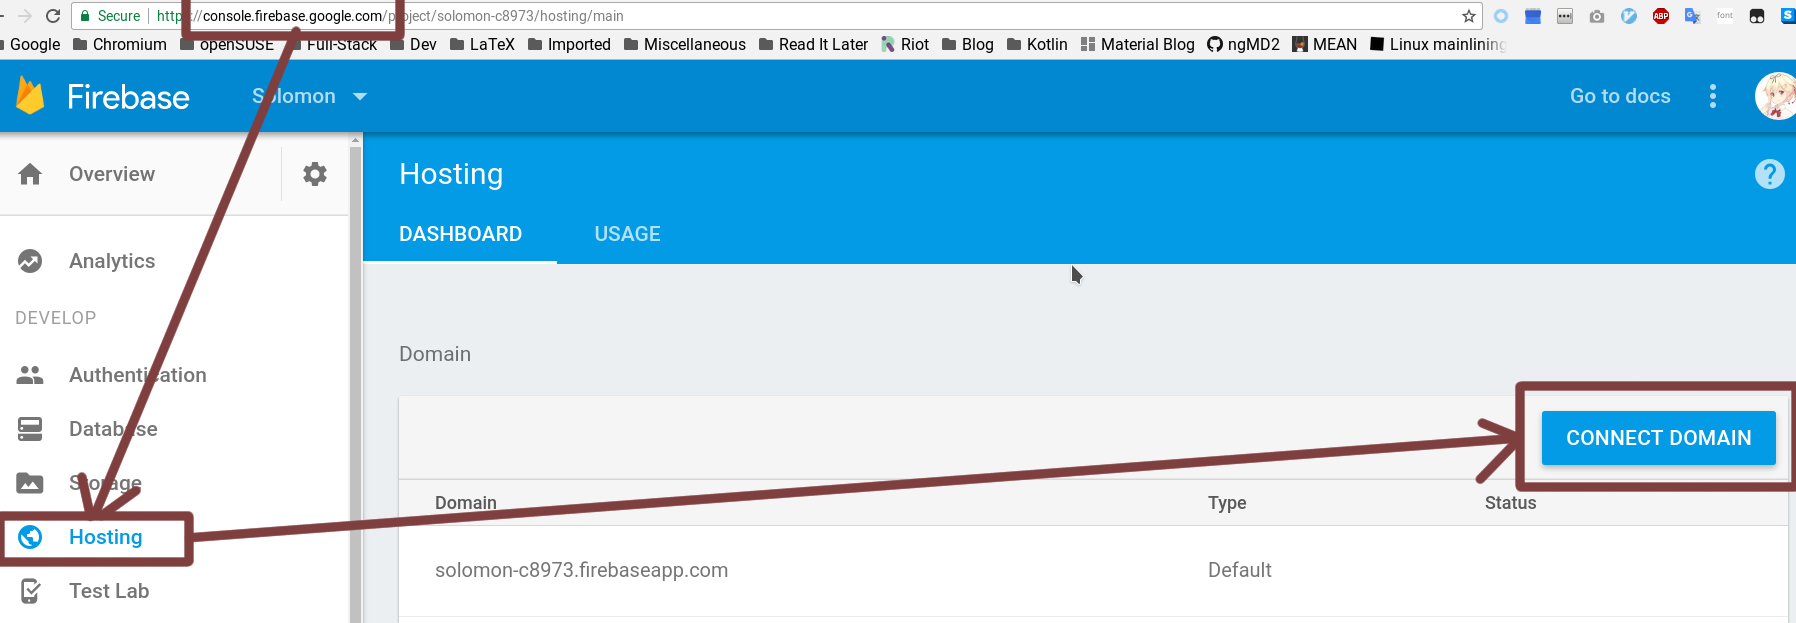 Secure https://console.firebase.google.com/project/solomon-c8973/hosting/main
ABP
font
Google Chromium openSUSE Full-Stack Dev LaTeX Imported Miscellaneous Read It Later Riot Blog Kotlin Material Blog ngMD2 MEAN Linux mainlining
Firebase Solomon Go to docs
Overview
Hosting
?
DASHBOARD USAGE
Analytics
DEVELOP
Domain
Authentication
Database
CONNECT DOMAIN
Storage
Domain Type Status
Hosting
solomon-c8973.firebaseapp.com Default
Test Lab